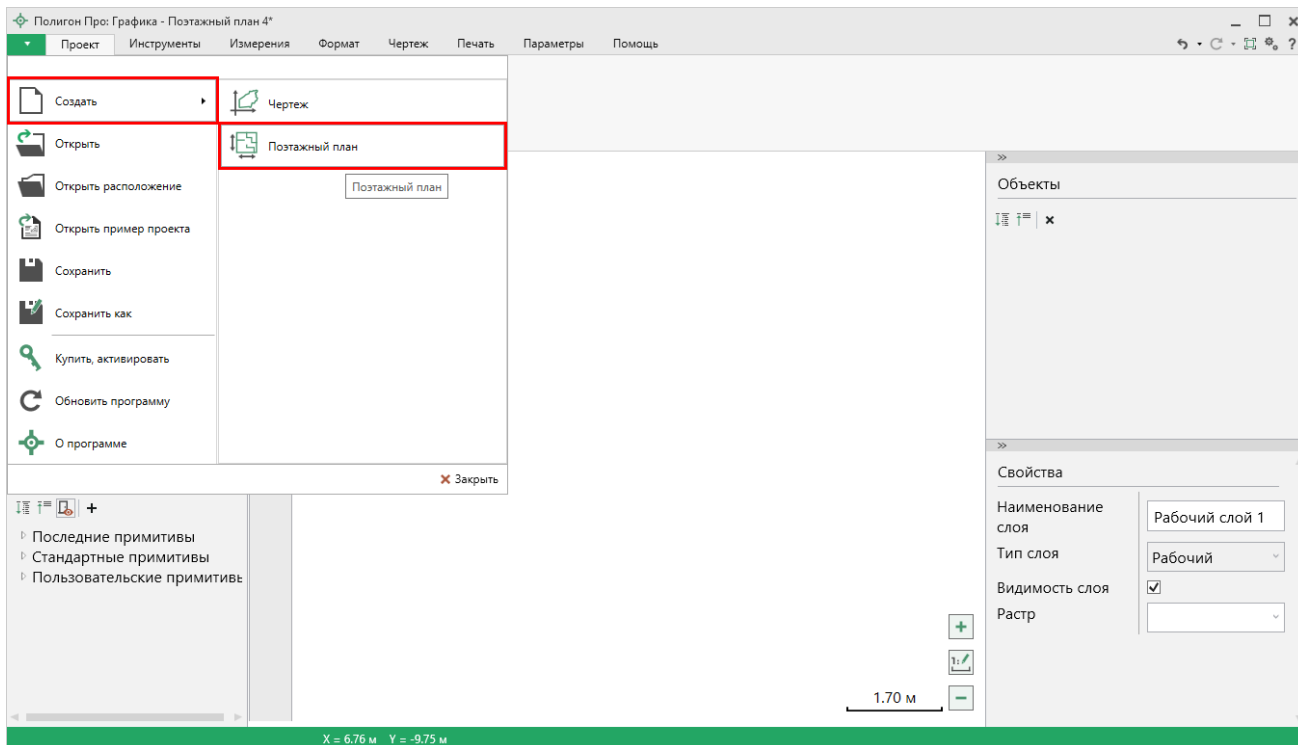 Полигон Про: Графика - Поэтажный план 4*
Проект Инструменты Измерения Формат Чертеж Печать Параметры Помощь
Создать
Чертеж
Открыть
Поэтажный план
Открыть расположение
Поэтажный план
Открыть пример проекта
Сохранить
Сохранить как
Купить, активировать
Обновить программу
О программе
Закрыть
Последние примитивы
Стандартные примитивы
Пользовательские примитивы
Объекты
Свойства
Наименование
слоя
Рабочий слой 1
Тип слоя
Рабочий
Видимость слоя
Растр
1:
1.70 м
X = 6.76 м Y = -9.75 м